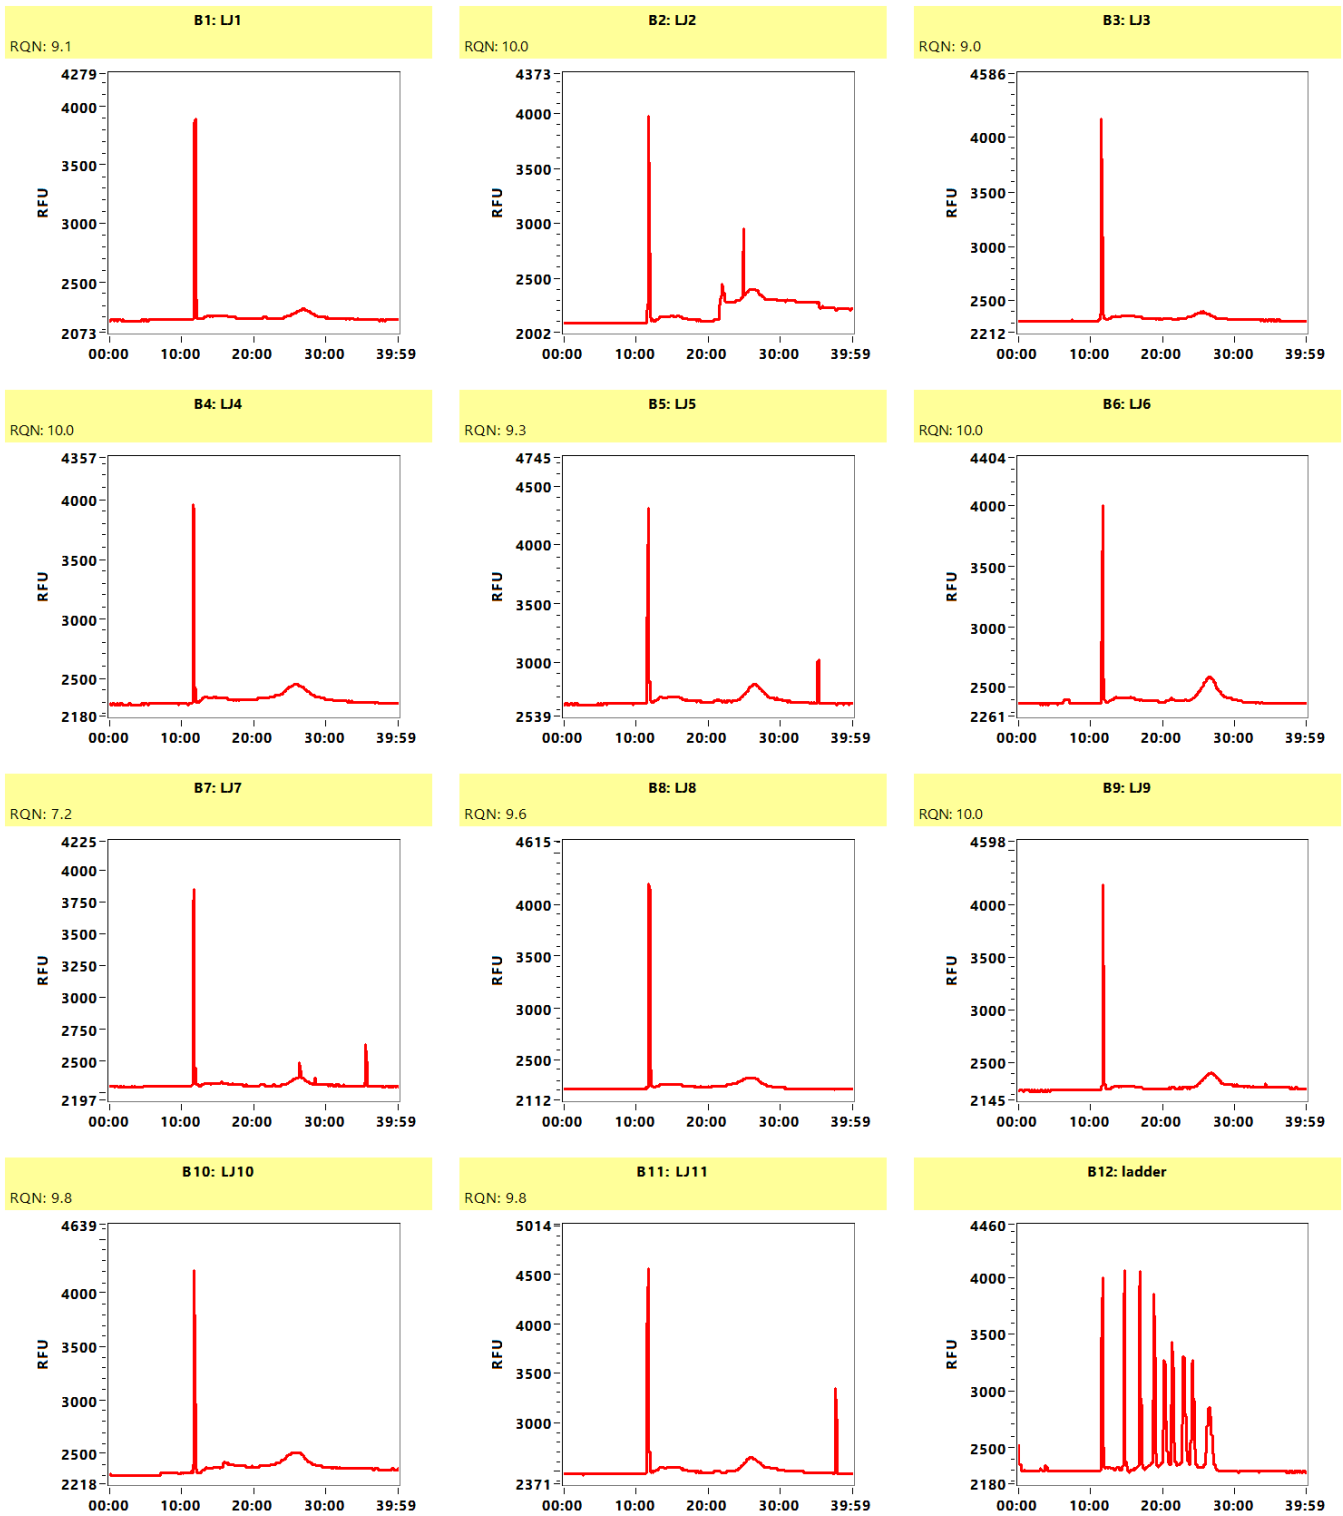 B1: LJ1
RQN: 9.1
4279
4000
3500
3000
2500
2073
RFU
00:00 10:00 20:00 30:00 39:59
B2: LJ2
RQN: 10.0
4373
4000
3500
3000
2500
2002
RFU
00:00 10:00 20:00 30:00 39:59
B3: LJ3
RQN: 9.0
4586
4000
3500
3000
2500
2212
RFU
00:00 10:00 20:00 30:00 39:59
B4: LJ4
RQN: 10.0
4357
4000
3500
3000
2500
2180
RFU
00:00 10:00 20:00 30:00 39:59
B5: LJ5
RQN: 9.3
4745
4500
4000
3500
3000
2539
RFU
00:00 10:00 20:00 30:00 39:59
B6: LJ6
RQN: 10.0
4404
4000
3500
3000
2500
2261
RFU
00:00 10:00 20:00 30:00 39:59
B7: LJ7
RQN: 7.2
4225
4000
3750
3500
3250
3000
2750
2500
2197
RFU
00:00 10:00 20:00 30:00 39:59
B8: LJ8
RQN: 9.6
4615
4000
3500
3000
2500
2112
RFU
00:00 10:00 20:00 30:00 39:59
B9: LJ9
RQN: 10.0
4598
4000
3500
3000
2500
2145
RFU
00:00 10:00 20:00 30:00 39:59
B10: LJ10
RQN: 9.8
4639
4000
3500
3000
2500
2218
RFU
00:00 10:00 20:00 30:00 39:59
B11: LJ11
RQN: 9.8
5014
4500
4000
3500
3000
2371
RFU
00:00 10:00 20:00 30:00 39:59
B12: ladder
4460
4000
3500
3000
2500
2180
RFU
00:00 10:00 20:00 30:00 39:59